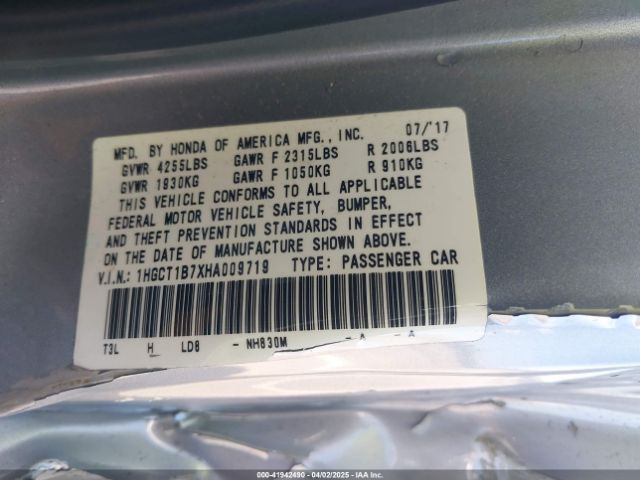 MFD. BY HONDA OF AMERICA MFG., INC. 07/'17
GVWR 4255LBS GAWR F 2315LBS R 2006LBS
GVWR 1930KG GAWR F 1050KG R 910KG
THIS VEHICLE CONFORMS TO ALL APPLICABLE
FEDERAL MOTOR VEHICLE SAFETY, BUMPER,
AND THEFT PREVENTION STANDARDS IN EFFECT
ON THE DATE OF MANUFACTURE SHOWN ABOVE.
V.I.N.: 1HGCT1B7XHA009719 TYPE: PASSENGER CAR
T3L H LD8 - NH830M -A -A
000-41942490 - 04/02/2025 - IAA Inc.